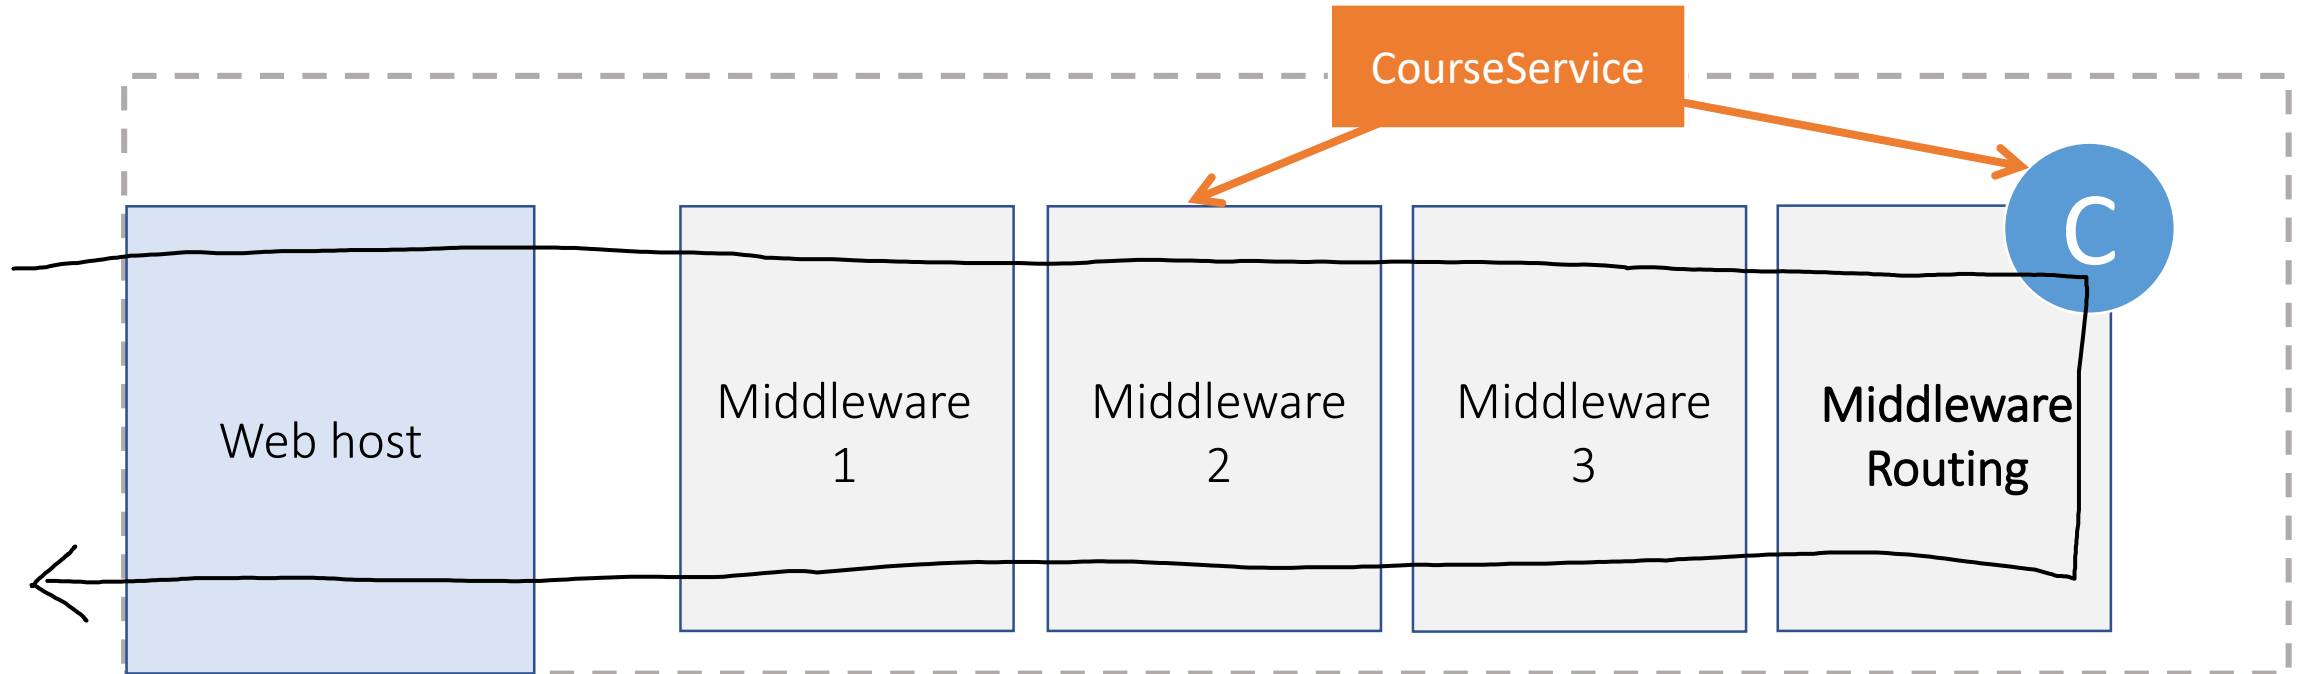 CourseService
C
Web host
Middleware
1
Middleware
2
Middleware
3
Middleware
Routing